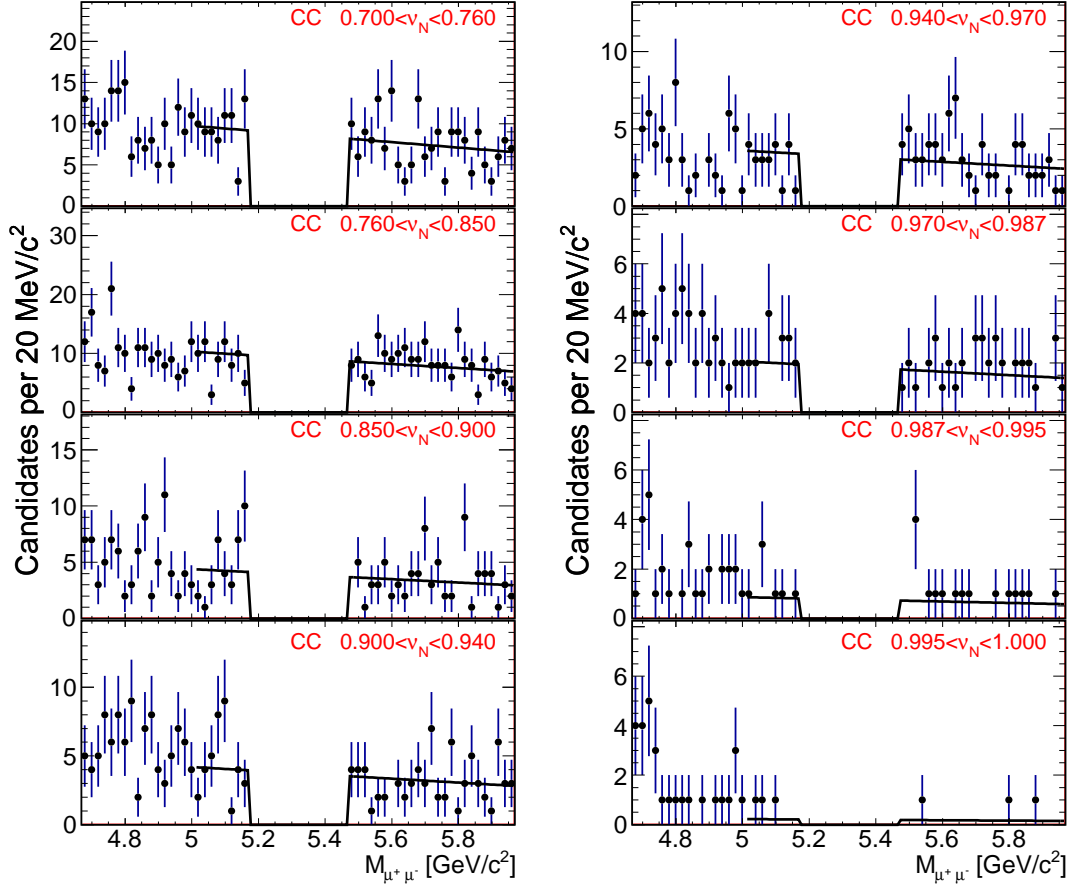 CC 0.700<ν_N<0.760
20
15
10
5
0
CC 0.760<ν_N<0.850
30
20
10
0
CC 0.850<ν_N<0.900
15
10
5
0
CC 0.900<ν_N<0.940
15
10
5
0
4.8 5 5.2 5.4 5.6 5.8
M_μ⁺ μ⁻ [GeV/c²]
Candidates per 20 MeV/c²
CC 0.940<ν_N<0.970
10
5
0
CC 0.970<ν_N<0.987
6
4
2
0
CC 0.987<ν_N<0.995
6
4
2
0
CC 0.995<ν_N<1.000
6
4
2
0
4.8 5 5.2 5.4 5.6 5.8
M_μ⁺ μ⁻ [GeV/c²]
Candidates per 20 MeV/c²